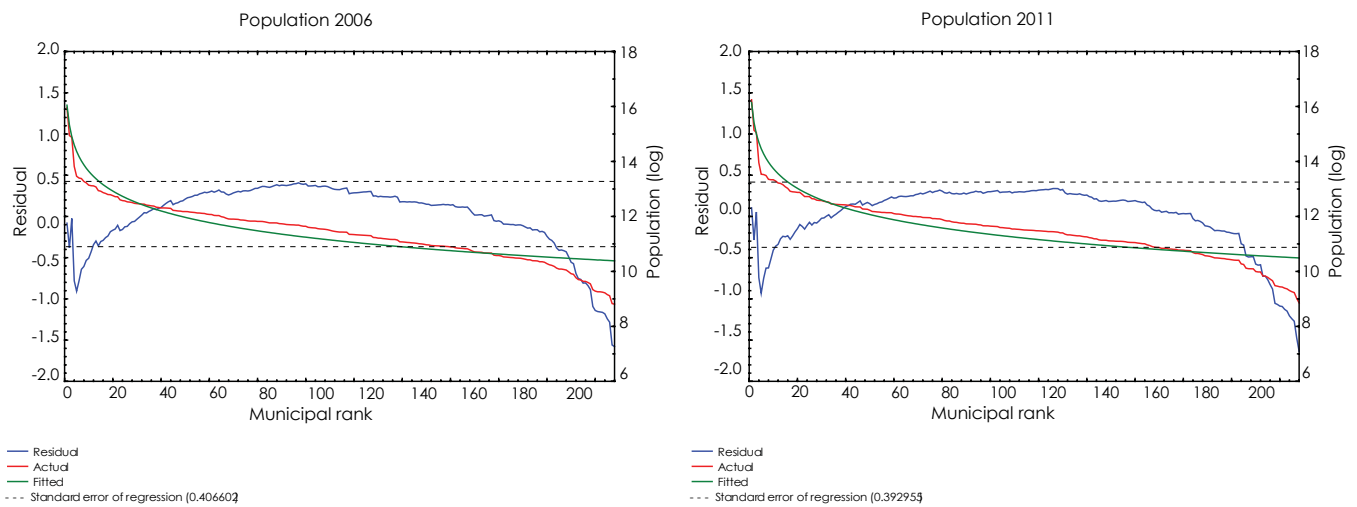 Population 2006
2.0
1.5
1.0
0.5
0.0
-0.5
-1.0
-1.5
-2.0
Residual
18
16
14
12
10
8
6
Population (log)
0 20 40 60 80 100 120 140 160 180 200
Municipal rank
Residual
Actual
Fitted
Standard error of regression (0.406602)
Population 2011
2.0
1.5
1.0
0.5
0.0
-0.5
-1.0
-1.5
-2.0
Residual
18
16
14
12
10
8
6
Population (log)
0 20 40 60 80 100 120 140 160 180 200
Municipal rank
Residual
Actual
Fitted
Standard error of regression (0.392955)